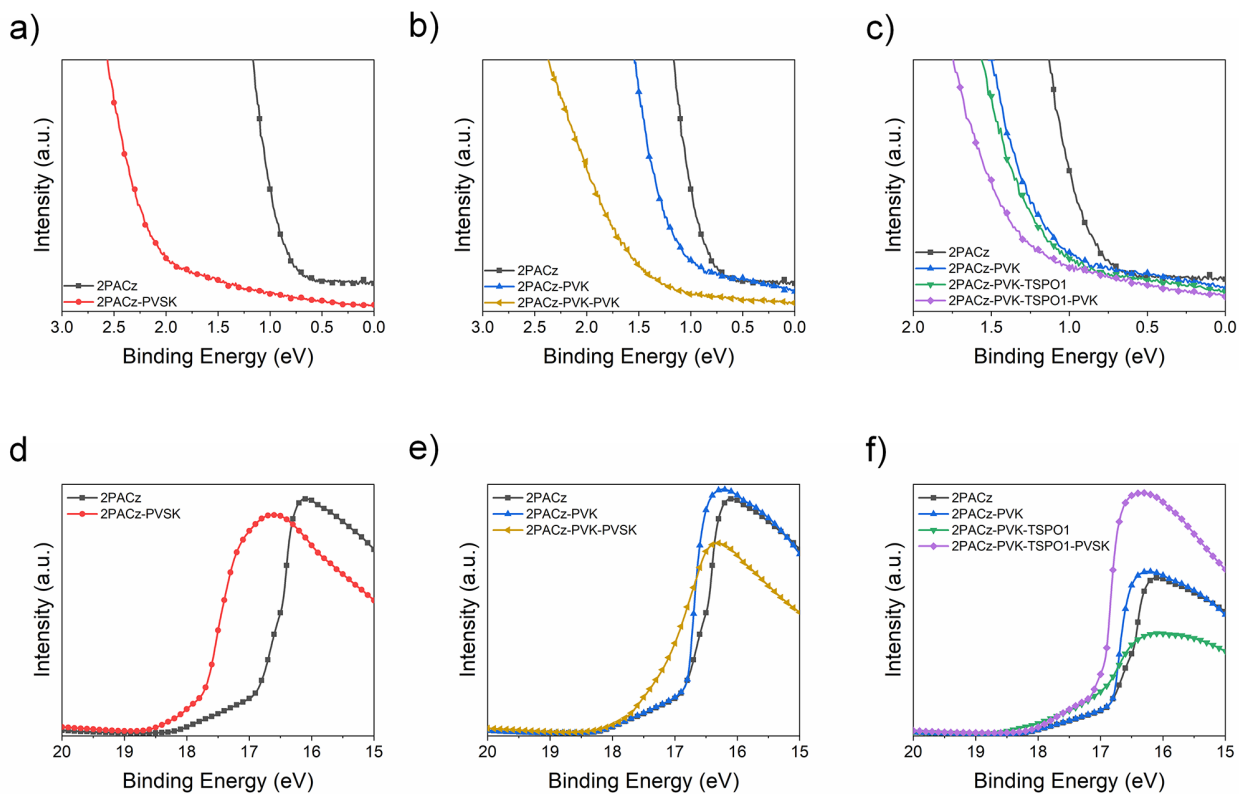 a)
Intensity (a.u.)
2PACz
2PACz-PVSK
3.0 2.5 2.0 1.5 1.0 0.5 0.0
Binding Energy (eV)
b)
Intensity (a.u.)
2PACz
2PACz-PVK
2PACz-PVK-PVK
3.0 2.5 2.0 1.5 1.0 0.5 0.0
Binding Energy (eV)
c)
Intensity (a.u.)
2PACz
2PACz-PVK
2PACz-PVK-TSPO1
2PACz-PVK-TSPO1-PVK
2.0 1.5 1.0 0.5 0.0
Binding Energy (eV)
d
Intensity (a.u.)
2PACz
2PACz-PVSK
20 19 18 17 16 15
Binding Energy (eV)
e)
Intensity (a.u.)
2PACz
2PACz-PVK
2PACz-PVK-PVSK
20 19 18 17 16 15
Binding Energy (eV)
f)
Intensity (a.u.)
2PACz
2PACz-PVK
2PACz-PVK-TSPO1
2PACz-PVK-TSPO1-PVSK
20 19 18 17 16 15
Binding Energy (eV)